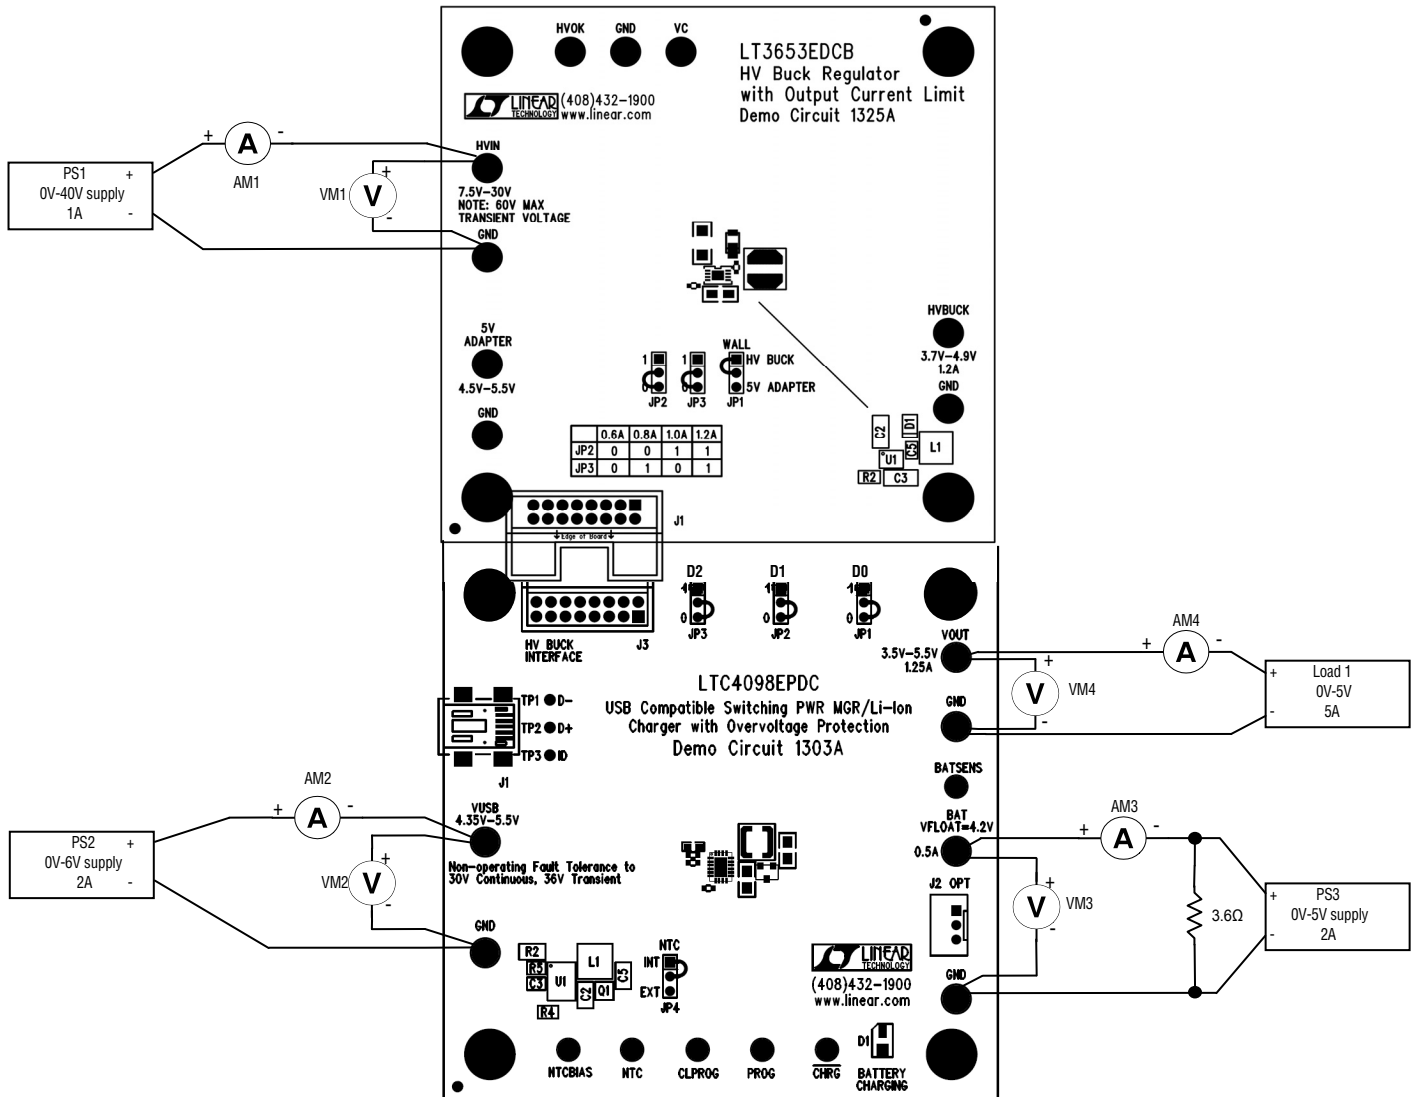 HVOK GND VC
LT3653EDCB
HV Buck Regulator
with Output Current Limit
Demo Circuit 1325A
LINEAR
TECHNOLOGY
(408)432-1900
www.linear.com
+ A -
AM1
PS1 +
0V-40V supply
1A -
HVIN
VM1 + V -
7.5V-30V
NOTE: 60V MAX
TRANSIENT VOLTAGE
GND
5V
ADAPTER
4.5V-5.5V
GND
HVBUCK
3.7V-4.9V
1.2A
GND
WALL
1 1 HV BUCK
0 0 5V ADAPTER
JP2 JP3 JP1
0.6A 0.8A 1.0A 1.2A
JP2 0 0 1 1
JP3 0 1 0 1
C2 D1
U1 C5 L1
R2 C3
J1
Edge of Board
D2 D1 D0
1 1 1
0 0 0
JP3 JP2 JP1
J3
HV BUCK
INTERFACE
VOUT
3.5V-5.5V
1.25A
AM4
+ A -
+ V - VM4
+ Load 1
0V-5V
- 5A
GND
LTC4098EPDC
USB Compatible Switching PWR MGR/Li-Ion
Charger with Overvoltage Protection
Demo Circuit 1303A
TP1 D-
TP2 D+
TP3 ID
J1
BATSENS
AM2
+ A -
VUSB
4.35V-5.5V
PS2 +
0V-6V supply
2A -
VM2 + V -
Non-operating Fault Tolerance to
30V Continuous, 36V Transient
GND
BAT
VFLOAT=4.2V
0.5A
AM3
+ A -
J2 OPT
+ V - VM3
3.6Ω
+ PS3
0V-5V supply
- 2A
GND
R2
R5
C3
U1
L1
C2
Q1
C5
R4
NTC
INT
EXT
JP4
LINEAR
TECHNOLOGY
(408)432-1900
www.linear.com
D1
NTCBIAS NTC CLPROG PROG CHRG BATTERY
CHARGING